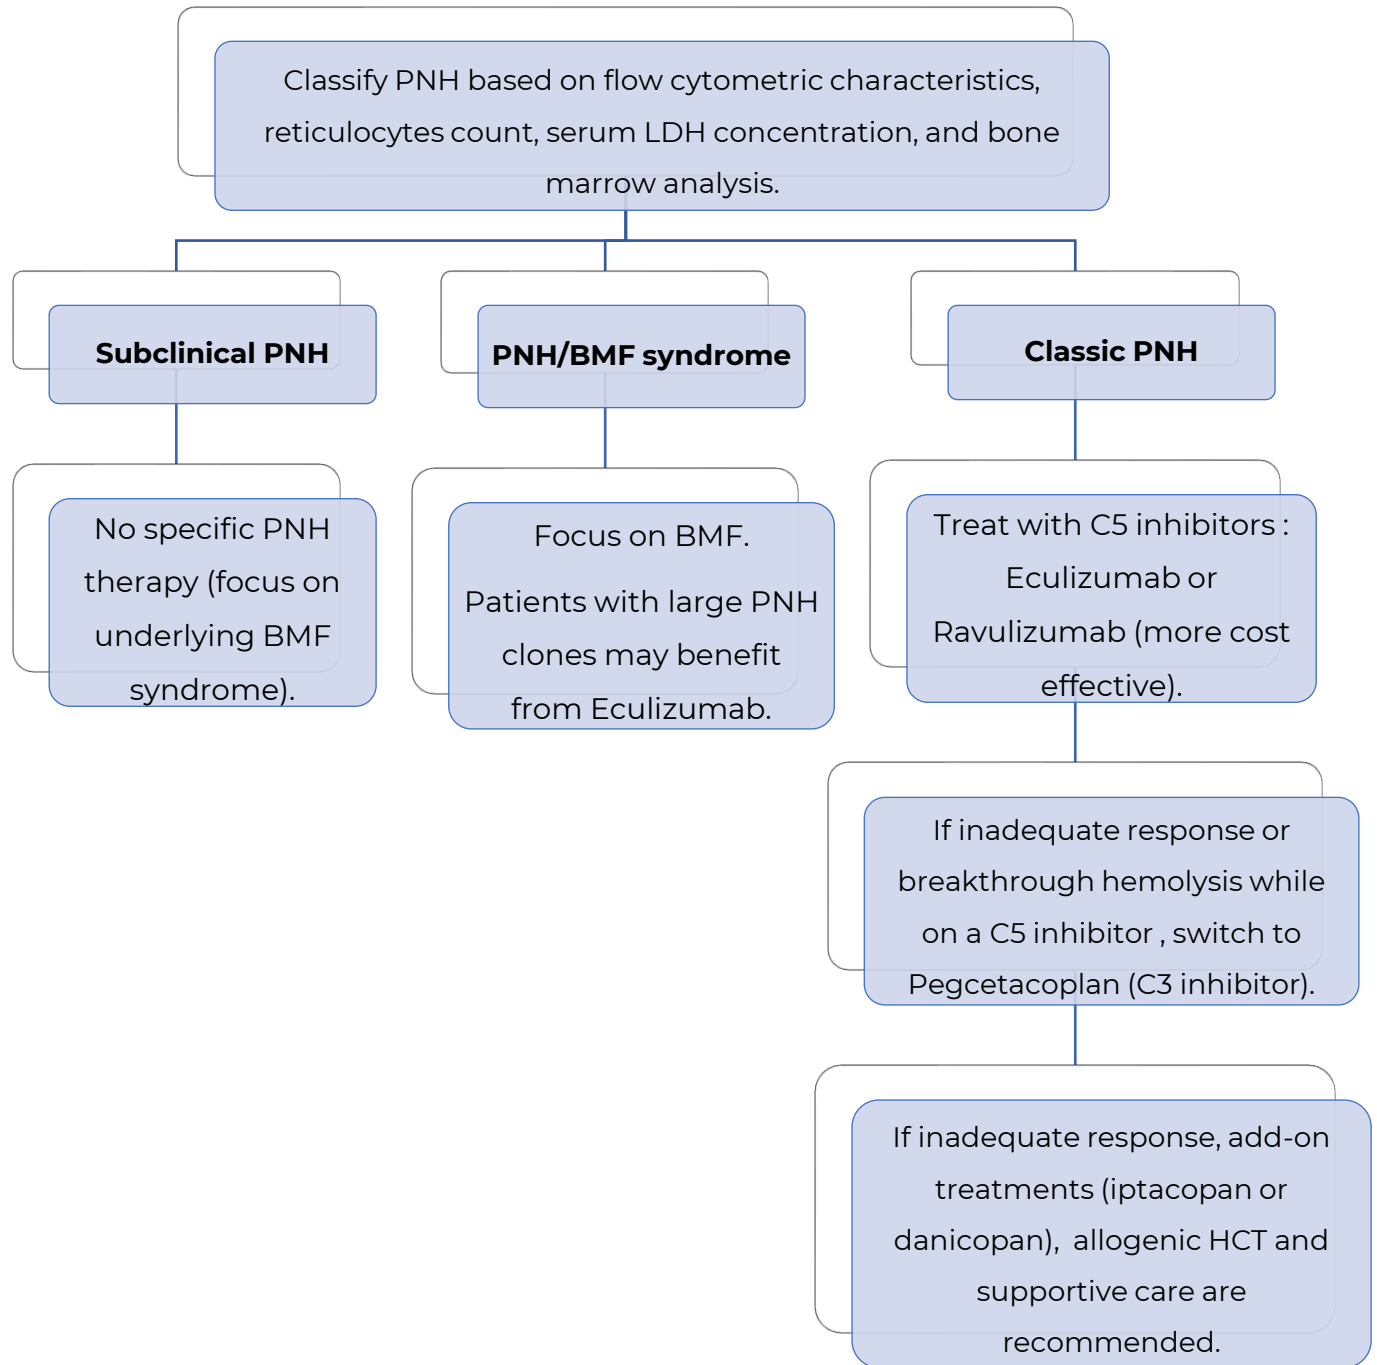 Classify PNH based on flow cytometric characteristics,
reticulocytes count, serum LDH concentration, and bone
marrow analysis.
Subclinical PNH
PNH/BMF syndrome
Classic PNH
No specific PNH
therapy (focus on
underlying BMF
syndrome).
Focus on BMF.
Patients with large PNH
clones may benefit
from Eculizumab.
Treat with C5 inhibitors :
Eculizumab or
Ravulizumab (more cost
effective).
If inadequate response or
breakthrough hemolysis while
on a C5 inhibitor , switch to
Pegcetacoplan (C3 inhibitor).
If inadequate response, add-on
treatments (iptacopan or
danicopan), allogenic HCT and
supportive care are
recommended.